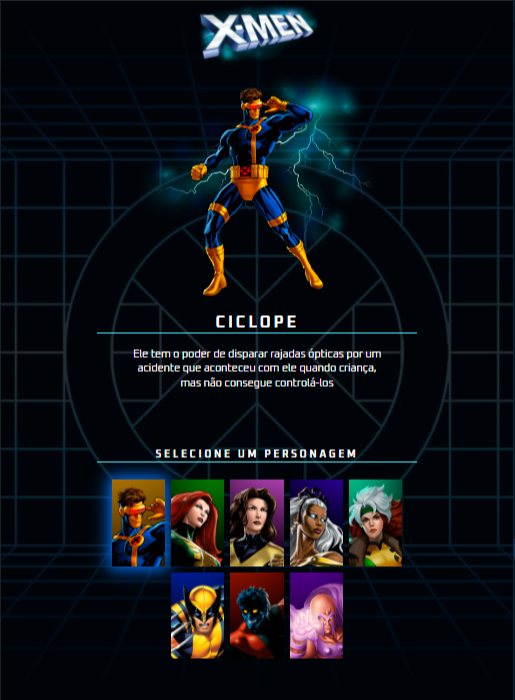 X-MEN
CICLOPE
Ele tem o poder de disparar rajadas ópticas por um
acidente que aconteceu com ele quando criança,
mas não consegue controlá-los
SELECIONE UM PERSONAGEM